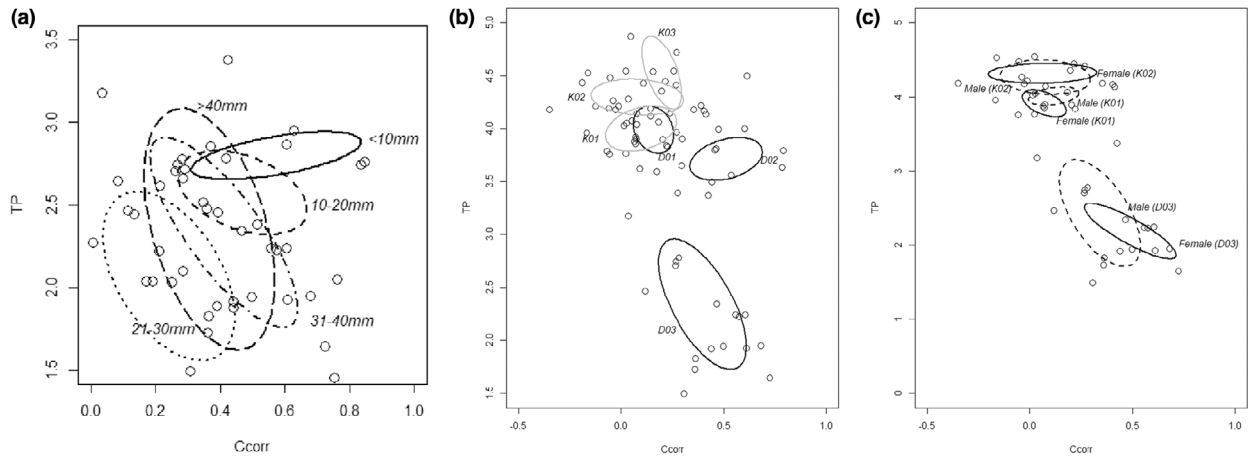 (a)
3.5
3.0
2.5
2.0
1.5
TP
>40mm
<10mm
10-20mm
21-30mm
31-40mm
0.0 0.2 0.4 0.6 0.8 1.0
Ccorr
(b)
5.0
4.5
4.0
3.5
3.0
2.5
2.0
1.5
TP
K03
K02
K01
D01
D02
D03
-0.5 0.0 0.5 1.0
Ccorr
(c)
5
4
3
2
1
0
TP
Female (K02)
Male (K02)
Male (K01)
Female (K01)
Male (D03)
Female (D03)
-0.5 0.0 0.5 1.0
Ccorr